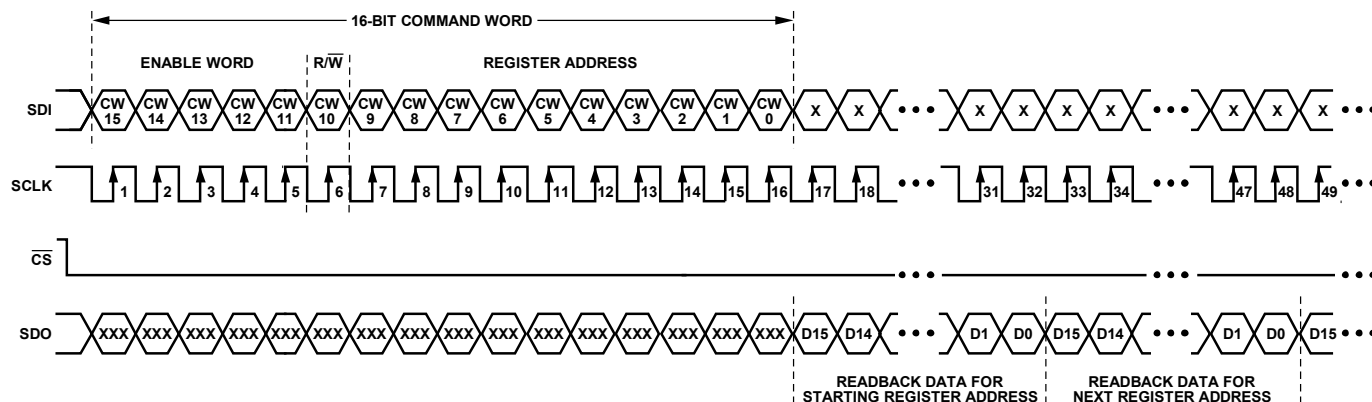 16-BIT COMMAND WORD
ENABLE WORD R/W REGISTER ADDRESS
SDI CW 15 CW 14 CW 13 CW 12 CW 11 CW 10 CW 9 CW 8 CW 7 CW 6 CW 5 CW 4 CW 3 CW 2 CW 1 CW 0 X X X X X X X X X
SCLK 1 2 3 4 5 6 7 8 9 10 11 12 13 14 15 16 17 18 31 32 33 34 47 48 49
CS
SDO XXX XXX XXX XXX XXX XXX XXX XXX XXX XXX XXX XXX XXX XXX XXX XXX D15 D14 D1 D0 D15 D14 D1 D0 D15
READBACK DATA FOR READBACK DATA FOR
STARTING REGISTER ADDRESS NEXT REGISTER ADDRESS